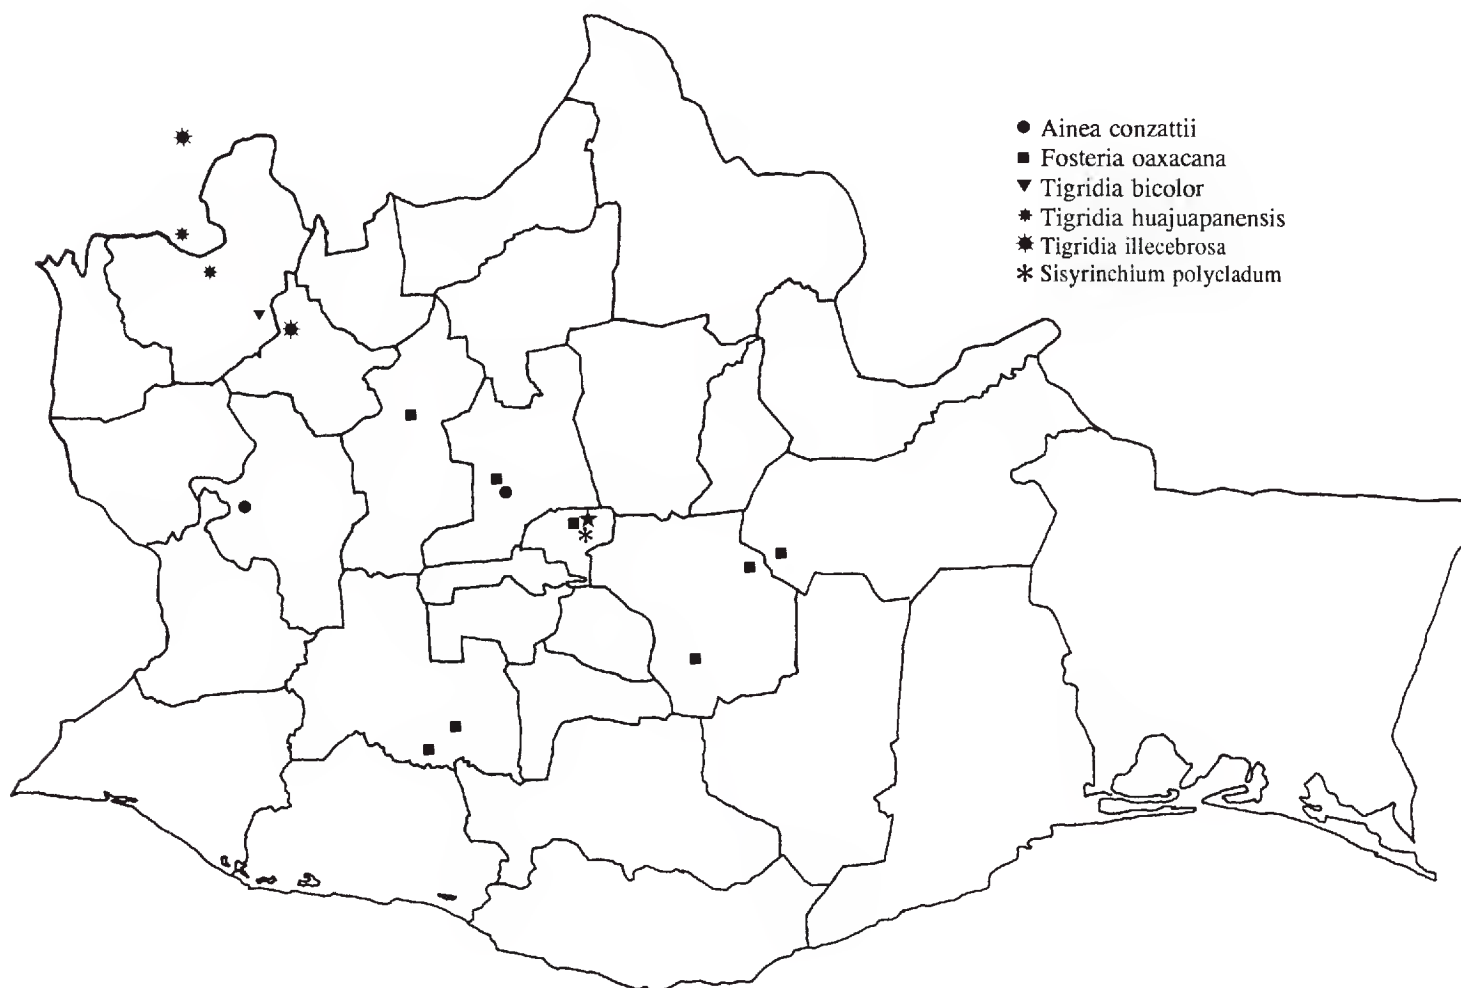 Ainea conzattii
Fosteria oaxacana
Tigridia bicolor
Tigridia huajuapanensis
Tigridia illecebrosa
Sisyrinchium polycladum